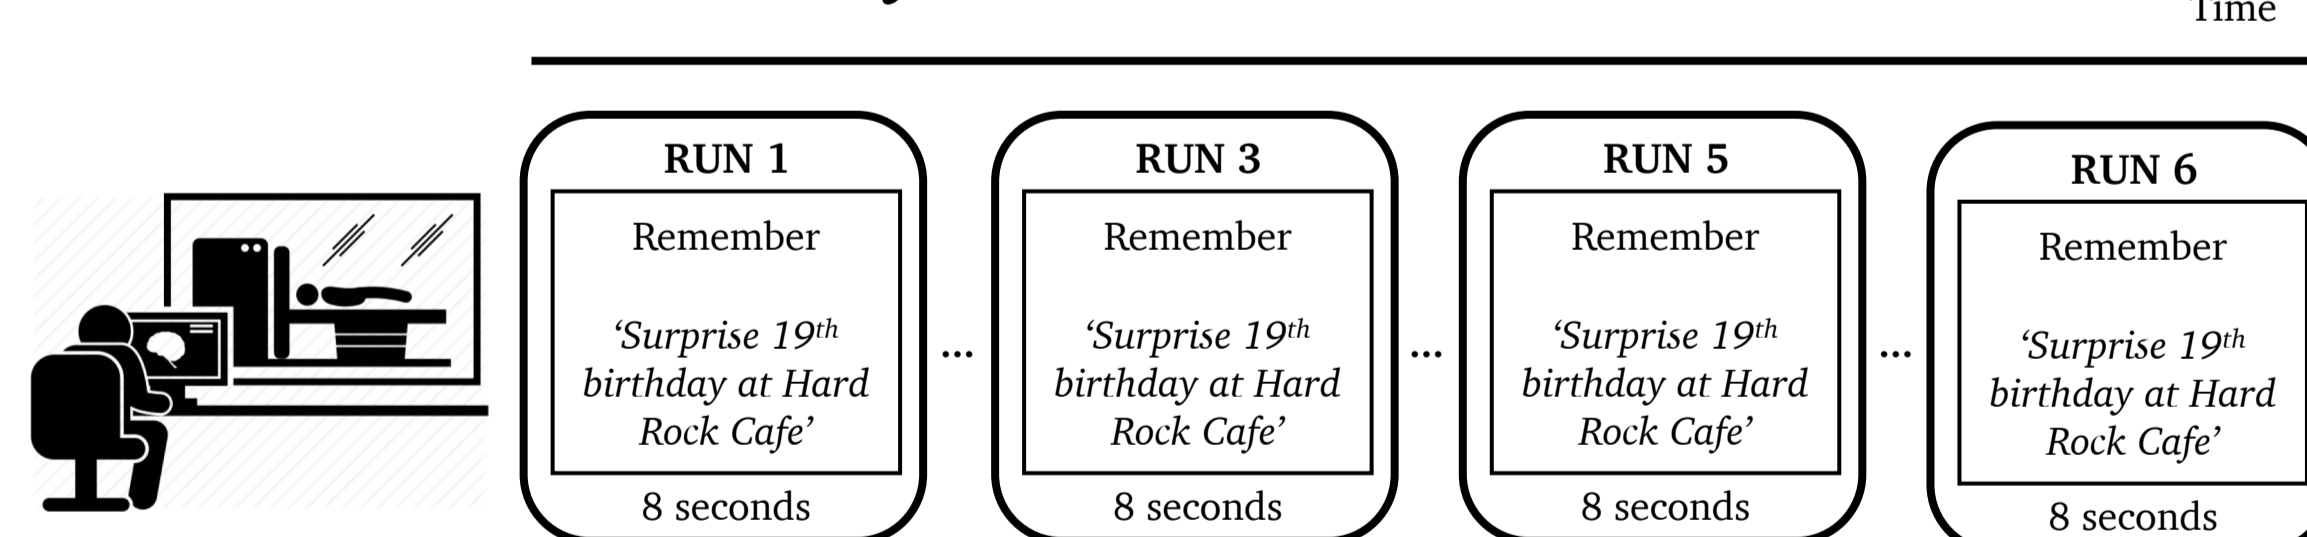 Time
RUN 1
Remember
‘Surprise 19th
birthday at Hard
Rock Cafe’
8 seconds
...
RUN 3
Remember
‘Surprise 19th
birthday at Hard
Rock Cafe’
8 seconds
...
RUN 5
Remember
‘Surprise 19th
birthday at Hard
Rock Cafe’
8 seconds
...
RUN 6
Remember
‘Surprise 19th
birthday at Hard
Rock Cafe’
8 seconds